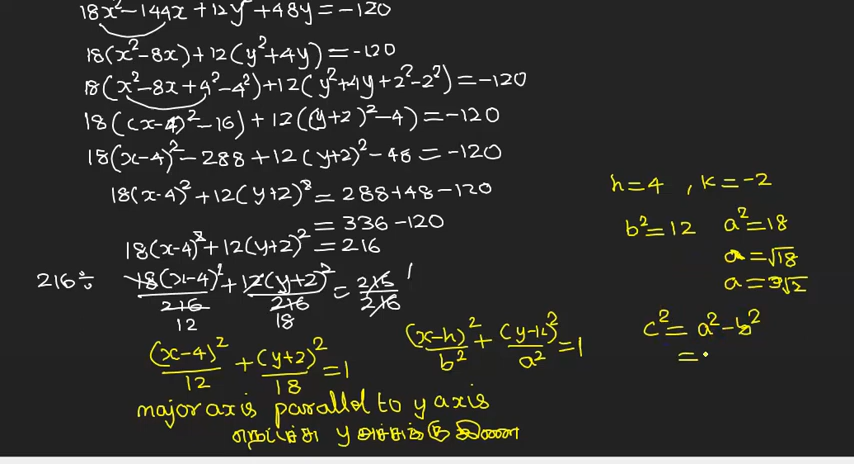 18x²-144x+12y²+48y=-120
18(x²-8x)+12(y²+4y)=-120
18(x²-8x+4²-4²)+12(y²+4y+2²-2²)=-120
18((x-4)²-16)+12((y+2)²-4)=-120
18(x-4)²-288+12(y+2)²-48=-120
18(x-4)²+12(y+2)²=288+48-120
=336-120
18(x-4)²+12(y+2)²=216
216÷ 18(x-4)²/216+12(y+2)²/216=216/216 1
12 18
(x-4)²/12+(y+2)²/18=1
(x-h)²/b²+(y-k)²/a²=1
major axis parallel to y axis
y
h=4, k=-2
b²=12 a²=18
a=√18
a=3√2
c²=a²-b²
=